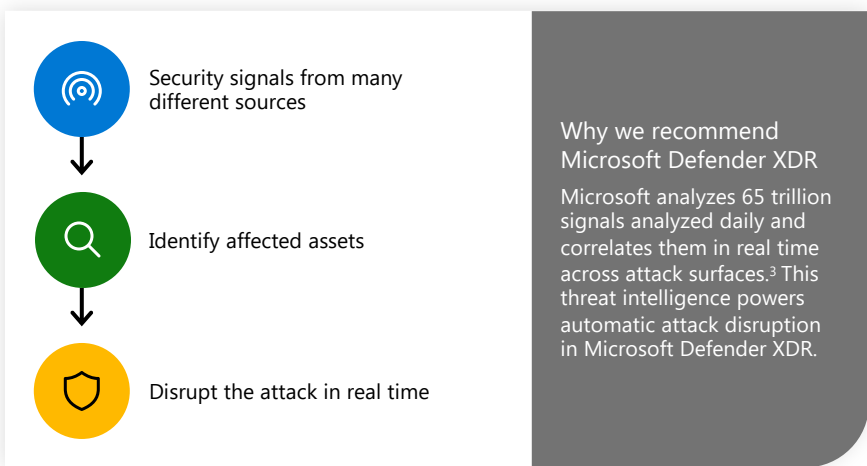 Security signals from many
different sources
Identify affected assets
Disrupt the attack in real time
Why we recommend
Microsoft Defender XDR
Microsoft analyzes 65 trillion
signals analyzed daily and
correlates them in real time
across attack surfaces.³ This
threat intelligence powers
automatic attack disruption
in Microsoft Defender XDR.